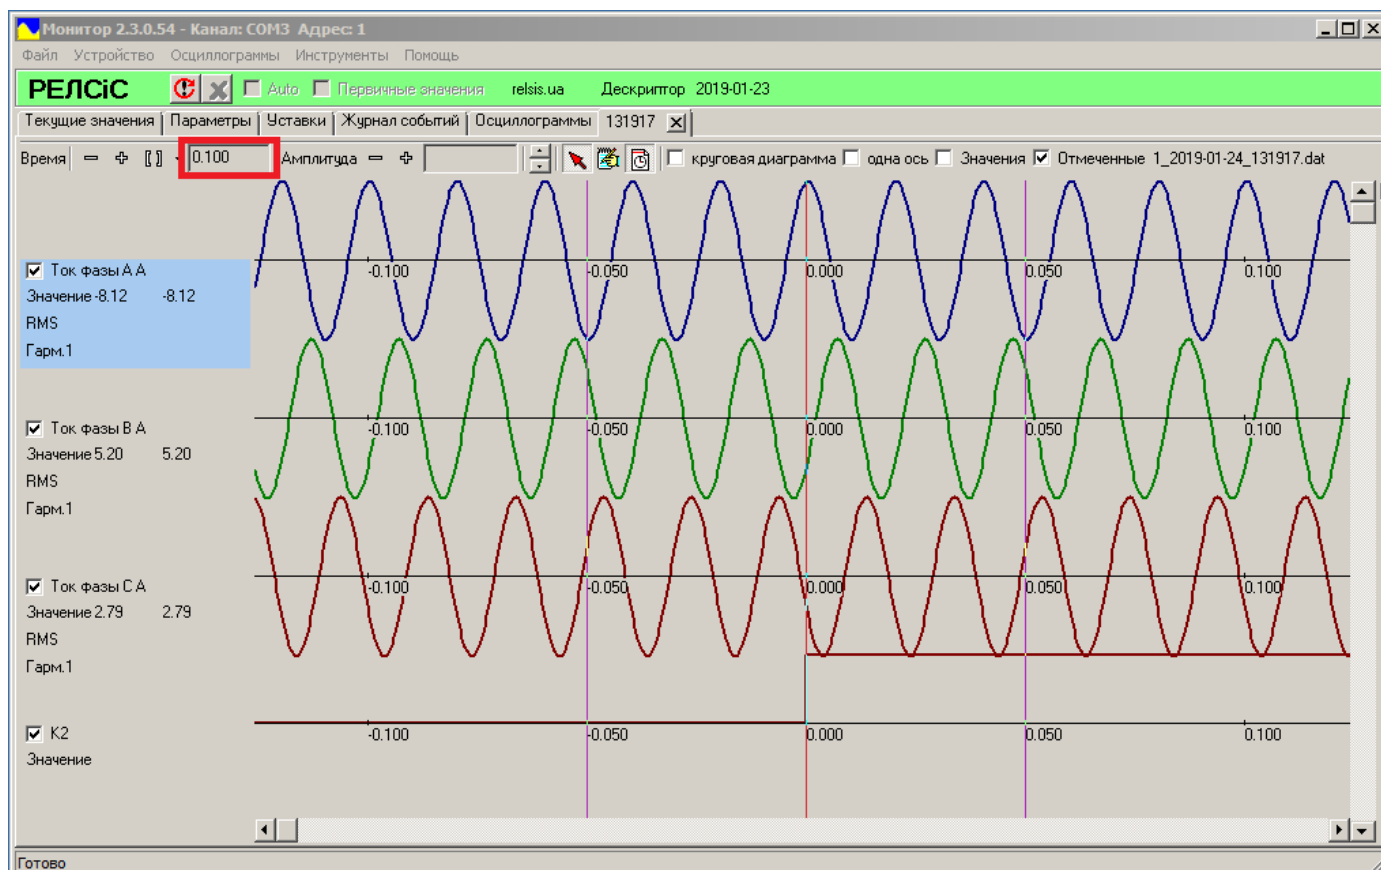 Монитор 2.3.0.54 - Канал: COM3 Адрес: 1
Файл Устройство Осциллограммы Инструменты Помощь
РЕЛСiС Auto Первичные значения relsis.ua Дескриптор 2019-01-23
Текущие значения Параметры Уставки Журнал событий Осциллограммы 131917
Время 0.100 Амплитуда круговая диаграмма одна ось Значения Отмеченные 1_2019-01-24_131917.dat
Ток фазы A A
-0.100 -0.050 0.000 0.050 0.100
Значение -8.12 -8.12
RMS
Гарм.1
Ток фазы B A
-0.100 -0.050 0.000 0.050 0.100
Значение 5.20 5.20
RMS
Гарм.1
Ток фазы C A
-0.100 -0.050 0.000 0.050 0.100
Значение 2.79 2.79
RMS
Гарм.1
K2
-0.100 -0.050 0.000 0.050 0.100
Значение
Готово